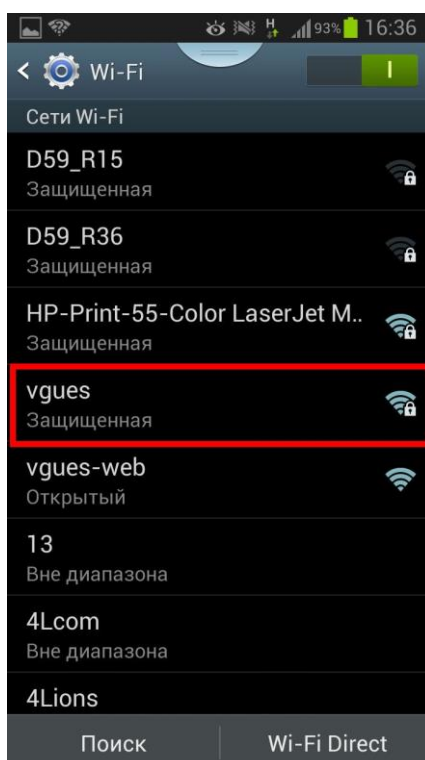 H 93% 16:36
< Wi-Fi
Сети Wi-Fi
D59_R15
Защищенная
D59_R36
Защищенная
HP-Print-55-Color LaserJet M..
Защищенная
vgues
Защищенная
vgues-web
Открытый
13
Вне диапазона
4Lcom
Вне диапазона
4Lions
Поиск Wi-Fi Direct